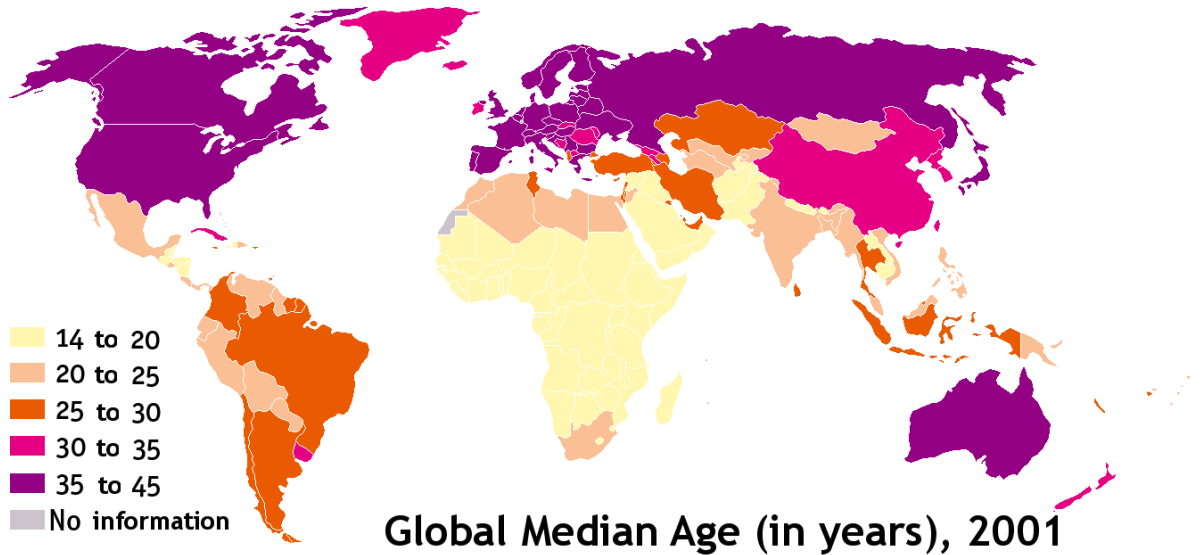 14 to 20
20 to 25
25 to 30
30 to 35
35 to 45
No information
Global Median Age (in years), 2001